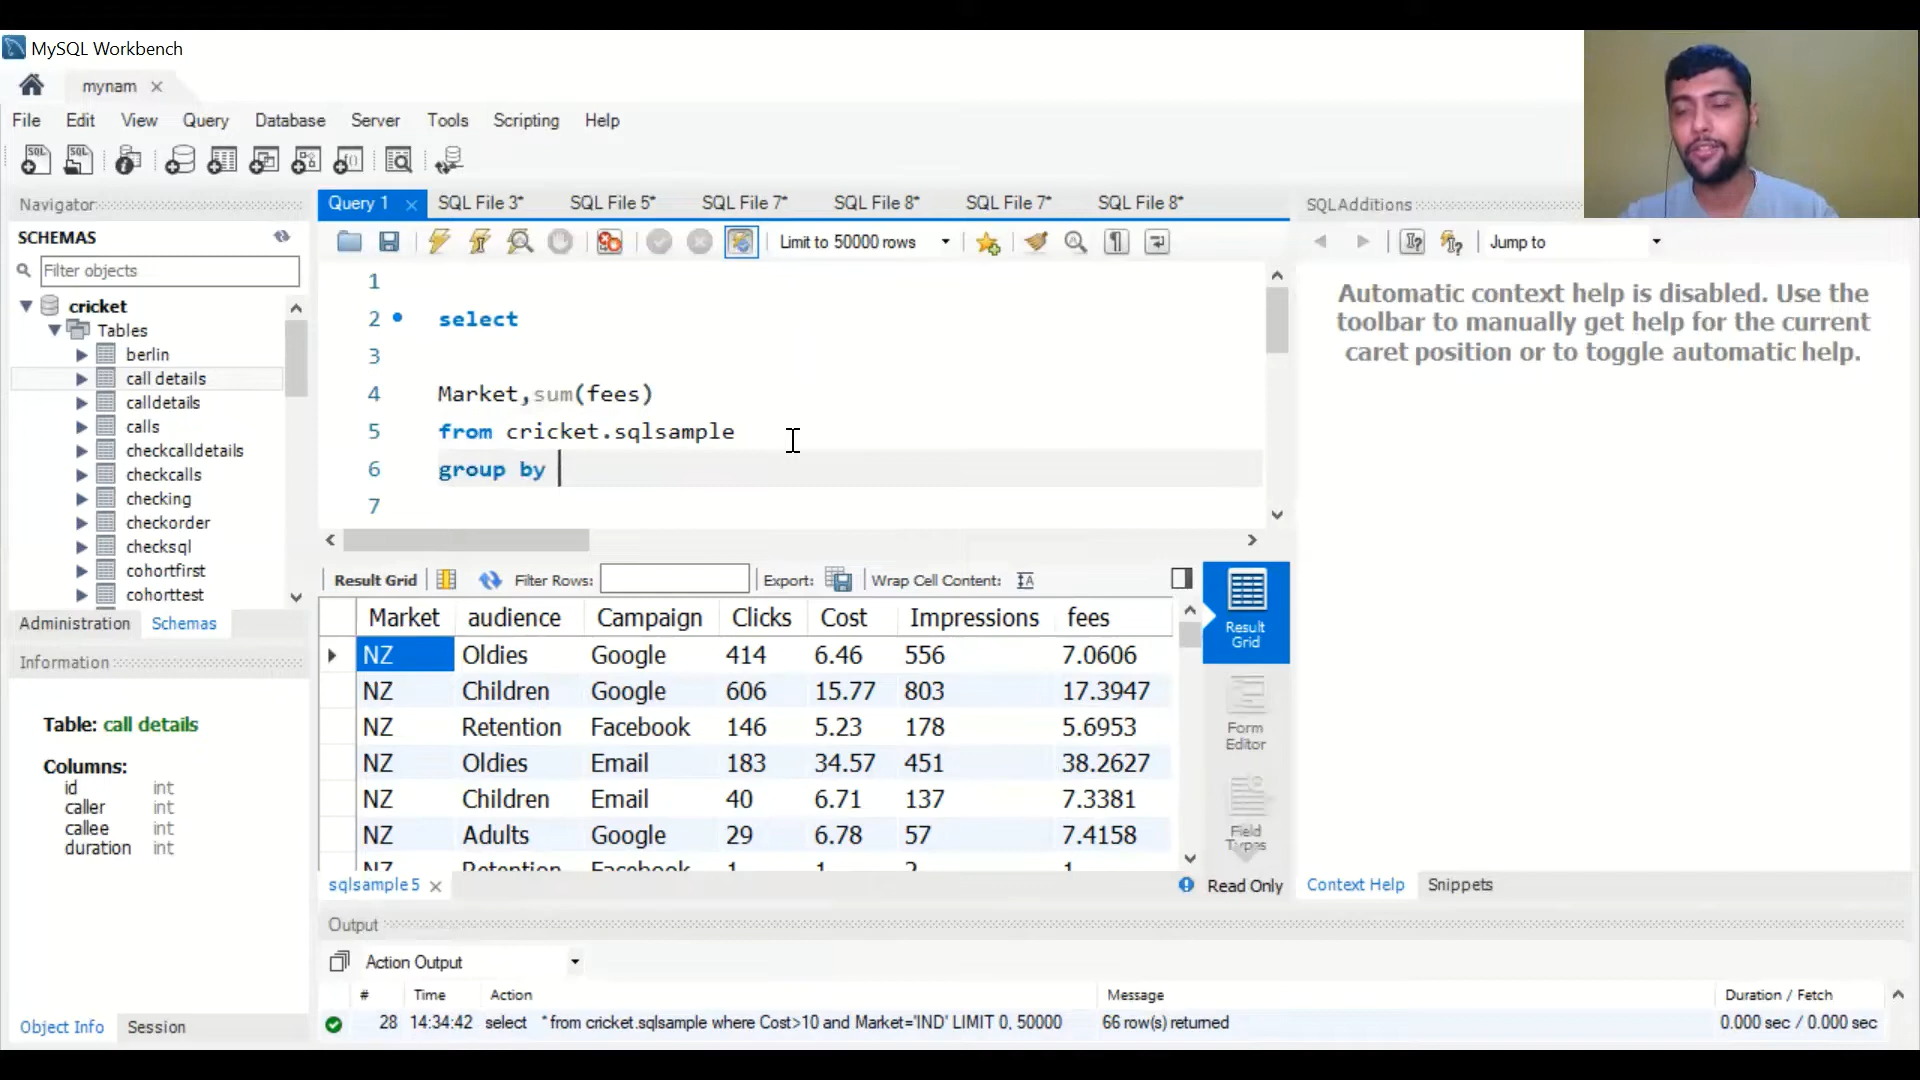 MySQL Workbench
mynam
File Edit View Query Database Server Tools Scripting Help
Navigator
SCHEMAS
Filter objects
cricket
Tables
berlin
call details
calldetails
calls
checkcalldetails
checkcalls
checking
checkorder
checksql
cohortfirst
cohorttest
Administration Schemas
Information
Table: call details
Columns:
id int
caller int
callee int
duration int
Object Info Session
Query 1 SQL File 3* SQL File 5* SQL File 7* SQL File 8* SQL File 7* SQL File 8*
Limit to 50000 rows
1
2 select
3
4 Market,sum(fees)
5 from cricket.sqlsample
6 group by
7
Result Grid Filter Rows: Export: Wrap Cell Content:
Market audience Campaign Clicks Cost Impressions fees
NZ Oldies Google 414 6.46 556 7.0606
NZ Children Google 606 15.77 803 17.3947
NZ Retention Facebook 146 5.23 178 5.6953
NZ Oldies Email 183 34.57 451 38.2627
NZ Children Email 40 6.71 137 7.3381
NZ Adults Google 29 6.78 57 7.4158
NZ Retention Facebook 1 1 2 1
Result Grid
Form Editor
Field Types
sqlsample 5
Read Only
SQLAdditions
Jump to
Automatic context help is disabled. Use the
toolbar to manually get help for the current
caret position or to toggle automatic help.
Context Help Snippets
Output
Action Output
# Time Action Message Duration / Fetch
28 14:34:42 select * from cricket.sqlsample where Cost>10 and Market='IND' LIMIT 0, 50000 66 row(s) returned 0.000 sec / 0.000 sec